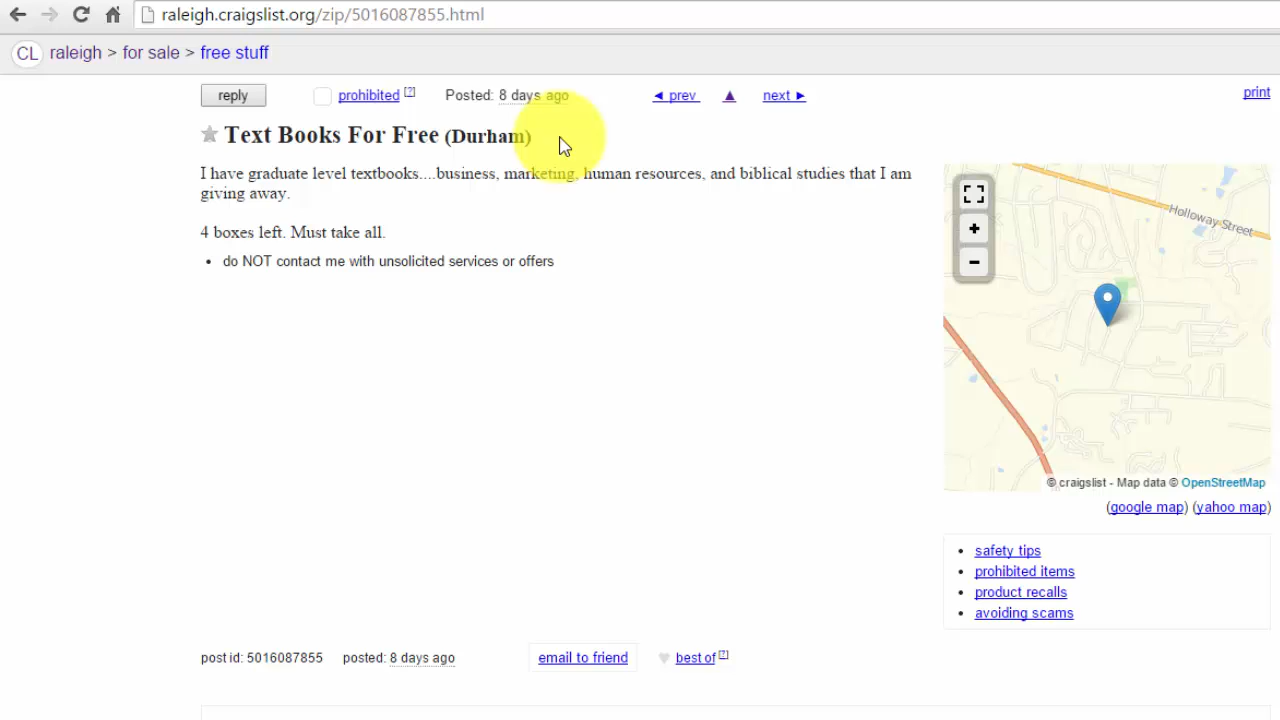 raleigh.craigslist.org/zip/5016087855.html
CL raleigh > for sale > free stuff
reply prohibited [?] Posted: 8 days ago ◄ prev ▲ next ► print
Text Books For Free (Durham)
I have graduate level textbooks....business, marketing, human resources, and biblical studies that I am
giving away.
4 boxes left. Must take all.
• do NOT contact me with unsolicited services or offers
Holloway Street
+
-
© craigslist - Map data © OpenStreetMap
(google map) (yahoo map)
• safety tips
• prohibited items
• product recalls
• avoiding scams
post id: 5016087855 posted: 8 days ago email to friend best of [?]